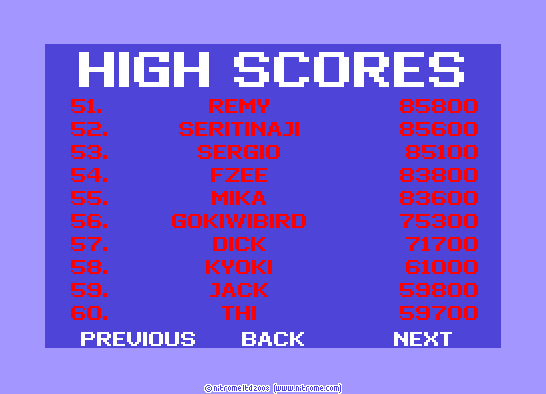 HIGH SCORES
51. REMY 85800
52. SERITINAJI 85600
53. SERGIO 85100
54. FZEE 83800
55. MIKA 83600
56. GOKIWIBIRD 75300
57. DICK 71700
58. KYOKI 61000
59. JACK 59800
60. THI 59700
PREVIOUS BACK NEXT
© nitrome ltd 2008 (www.nitrome.com)